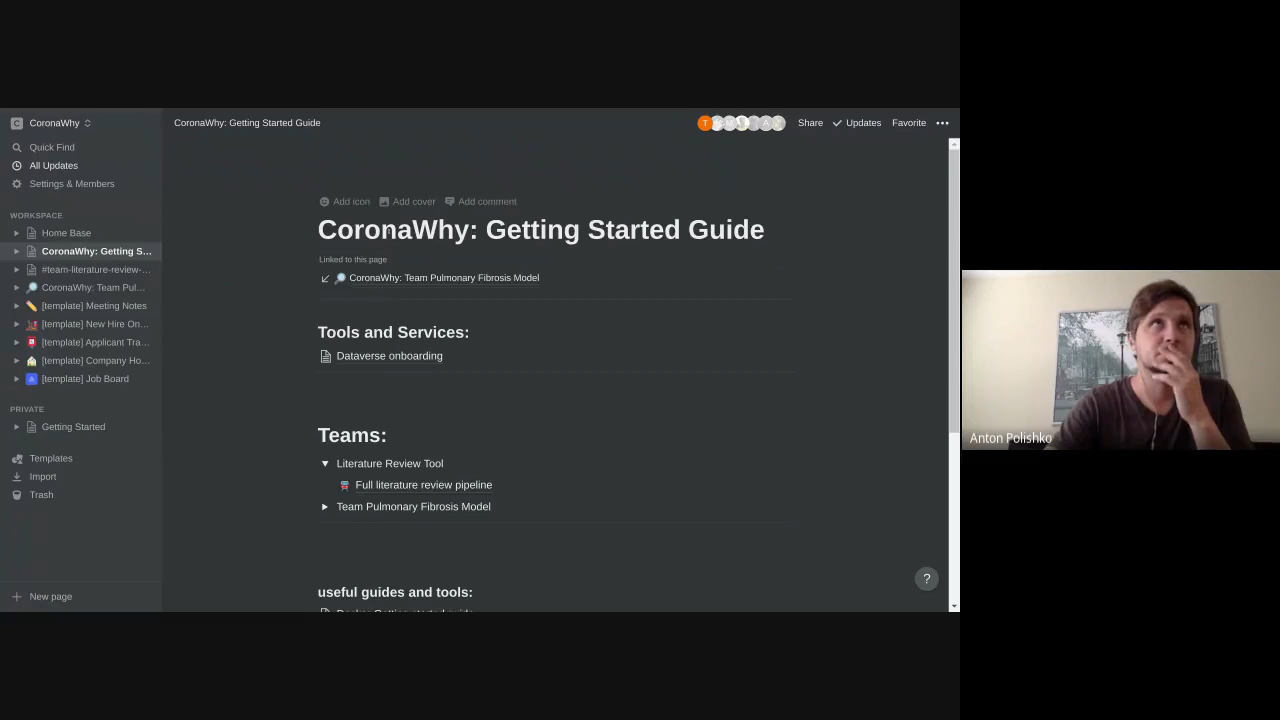 CoronaWhy
Quick Find
All Updates
Settings & Members
WORKSPACE
Home Base
CoronaWhy: Getting S...
#team-literature-review-...
CoronaWhy: Team Pul...
[template] Meeting Notes
[template] New Hire On...
[template] Applicant Tra...
[template] Company Ho...
[template] Job Board
PRIVATE
Getting Started
Templates
Import
Trash
New page
CoronaWhy: Getting Started Guide
Share
Updates
Favorite
Add icon Add cover Add comment
CoronaWhy: Getting Started Guide
Linked to this page
CoronaWhy: Team Pulmonary Fibrosis Model
Tools and Services:
Dataverse onboarding
Teams:
Literature Review Tool
Full literature review pipeline
Team Pulmonary Fibrosis Model
useful guides and tools:
Docker Getting started guide
?
Anton Polishko